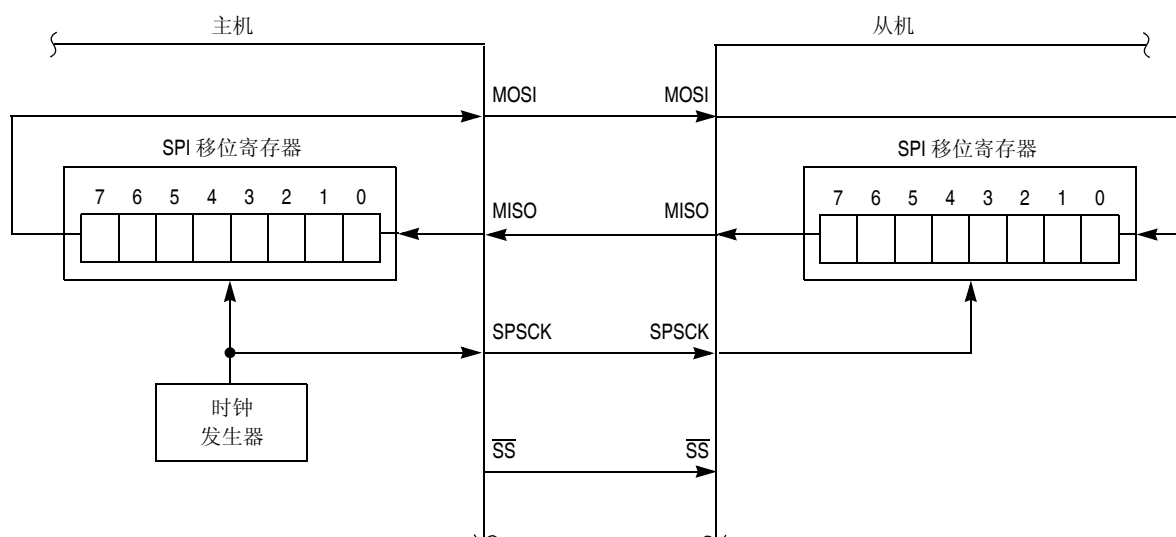 主机 从机
MOSI MOSI
SPI 移位寄存器 SPI 移位寄存器
7 6 5 4 3 2 1 0 MISO MISO 7 6 5 4 3 2 1 0
SPSCK SPSCK
时钟
发生器
SS SS